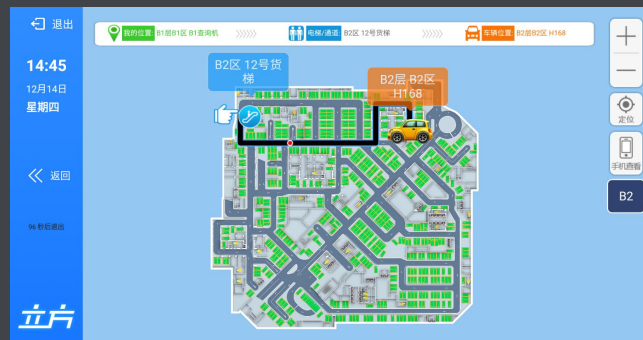 退出
我的位置 B1层B1区 B1查询机
电梯/通道 B2区 12号货梯
车辆位置 B2层B2区 H168
14:45
12月14日
星期四
B2区 12号货
梯
B2层 B2区
H168
定位
手机查看
返回
B2
96 秒后退出
立方